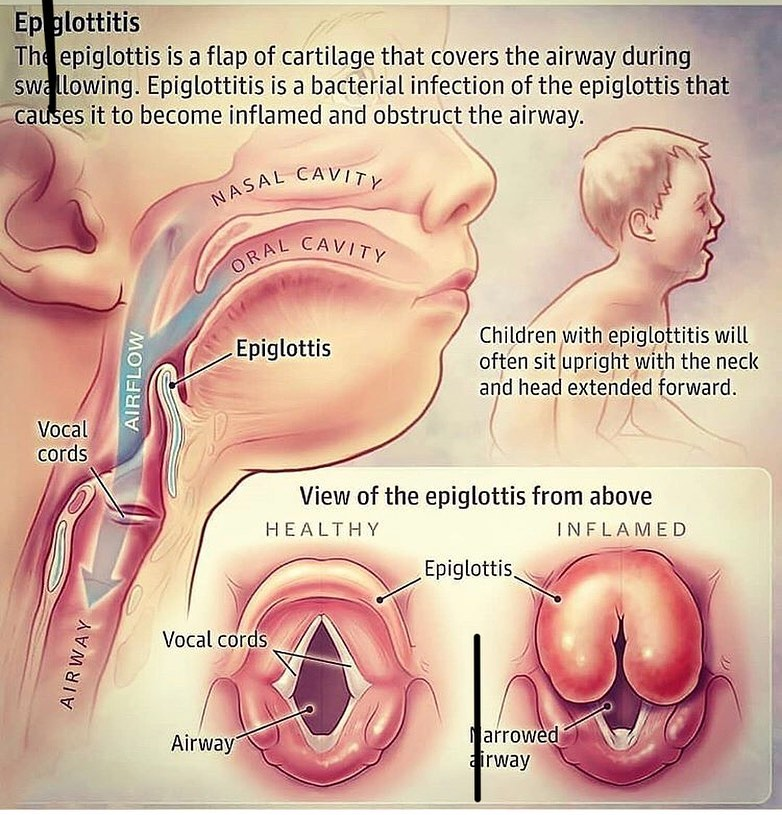 Epiglottitis
The epiglottis is a flap of cartilage that covers the airway during
swallowing. Epiglottitis is a bacterial infection of the epiglottis that
causes it to become inflamed and obstruct the airway.
NASAL CAVITY
ORAL CAVITY
Epiglottis
AIRFLOW
Vocal
cords
AIRWAY
Children with epiglottitis will
often sit upright with the neck
and head extended forward.
View of the epiglottis from above
HEALTHY
INFLAMED
Epiglottis
Vocal cords
Airway
Narrowed
airway